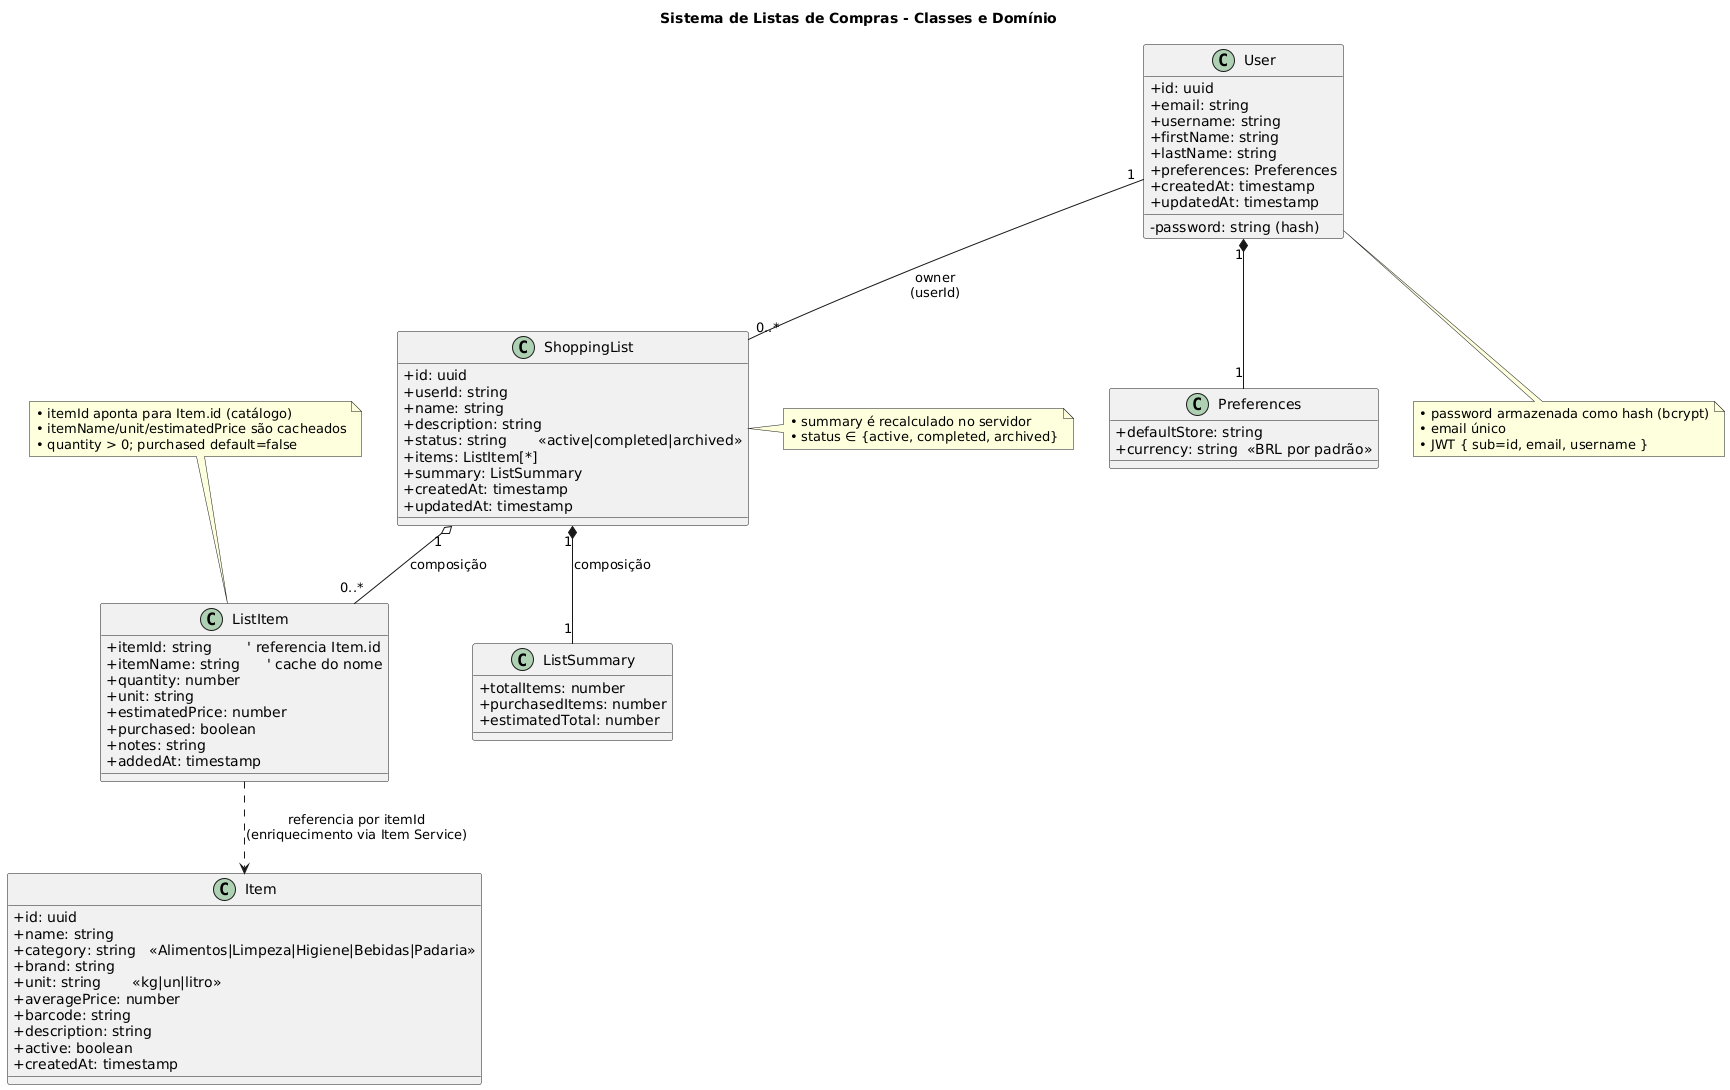 Sistema de Listas de Compras - Classes e Domínio
C User
+id: uuid
+email: string
+username: string
+firstName: string
+lastName: string
+preferences: Preferences
+createdAt: timestamp
+updatedAt: timestamp
-password: string (hash)
1
owner
(userId)
0..*
1
1
C ShoppingList
+id: uuid
+userId: string
+name: string
+description: string
+status: string «active|completed|archived»
+items: ListItem[*]
+summary: ListSummary
+createdAt: timestamp
+updatedAt: timestamp
• summary é recalculado no servidor
• status ∈ {active, completed, archived}
C Preferences
+defaultStore: string
+currency: string «BRL por padrão»
• password armazenada como hash (bcrypt)
• email único
• JWT { sub=id, email, username }
• itemId aponta para Item.id (catálogo)
• itemName/unit/estimatedPrice são cacheados
• quantity > 0; purchased default=false
1
composição
0..*
1
composição
1
C ListItem
+itemId: string ' referencia Item.id
+itemName: string ' cache do nome
+quantity: number
+unit: string
+estimatedPrice: number
+purchased: boolean
+notes: string
+addedAt: timestamp
C ListSummary
+totalItems: number
+purchasedItems: number
+estimatedTotal: number
referencia por itemId
(enriquecimento via Item Service)
C Item
+id: uuid
+name: string
+category: string «Alimentos|Limpeza|Higiene|Bebidas|Padaria»
+brand: string
+unit: string «kg|un|litro»
+averagePrice: number
+barcode: string
+description: string
+active: boolean
+createdAt: timestamp